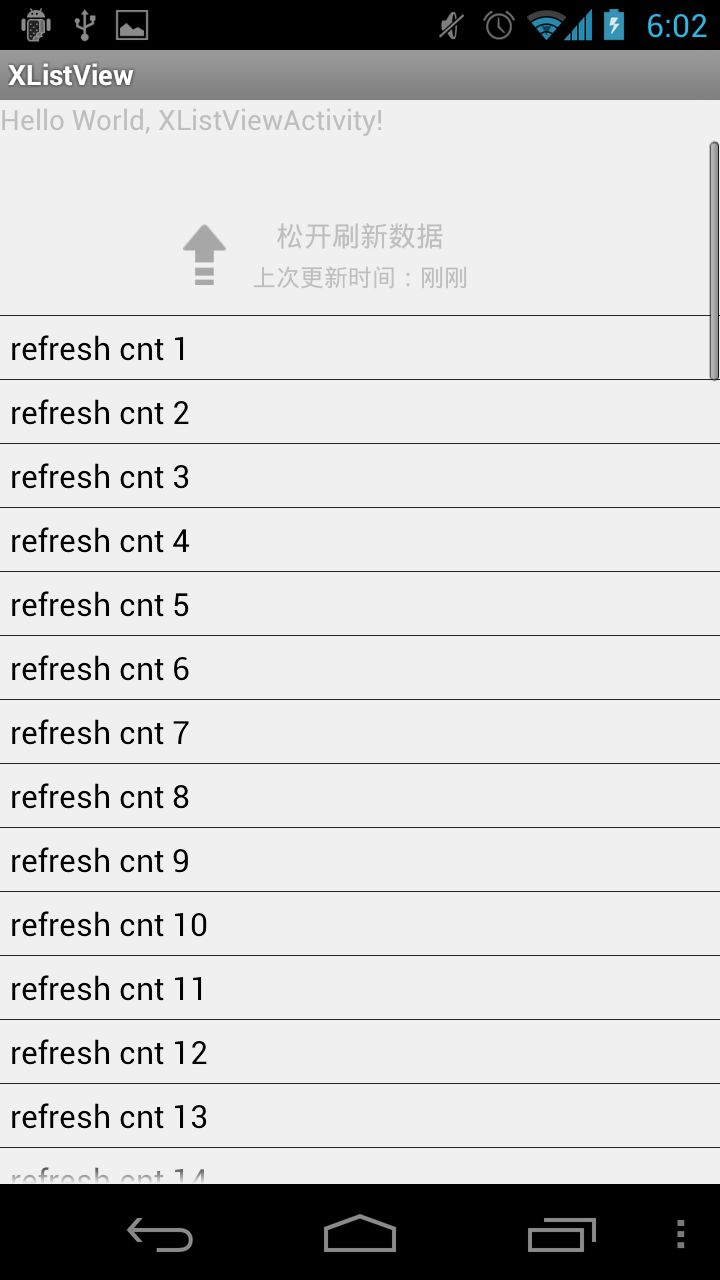 6:02
XListView
Hello World, XListViewActivity!
松开刷新数据
上次更新时间：刚刚
refresh cnt 1
refresh cnt 2
refresh cnt 3
refresh cnt 4
refresh cnt 5
refresh cnt 6
refresh cnt 7
refresh cnt 8
refresh cnt 9
refresh cnt 10
refresh cnt 11
refresh cnt 12
refresh cnt 13
refresh cnt 14